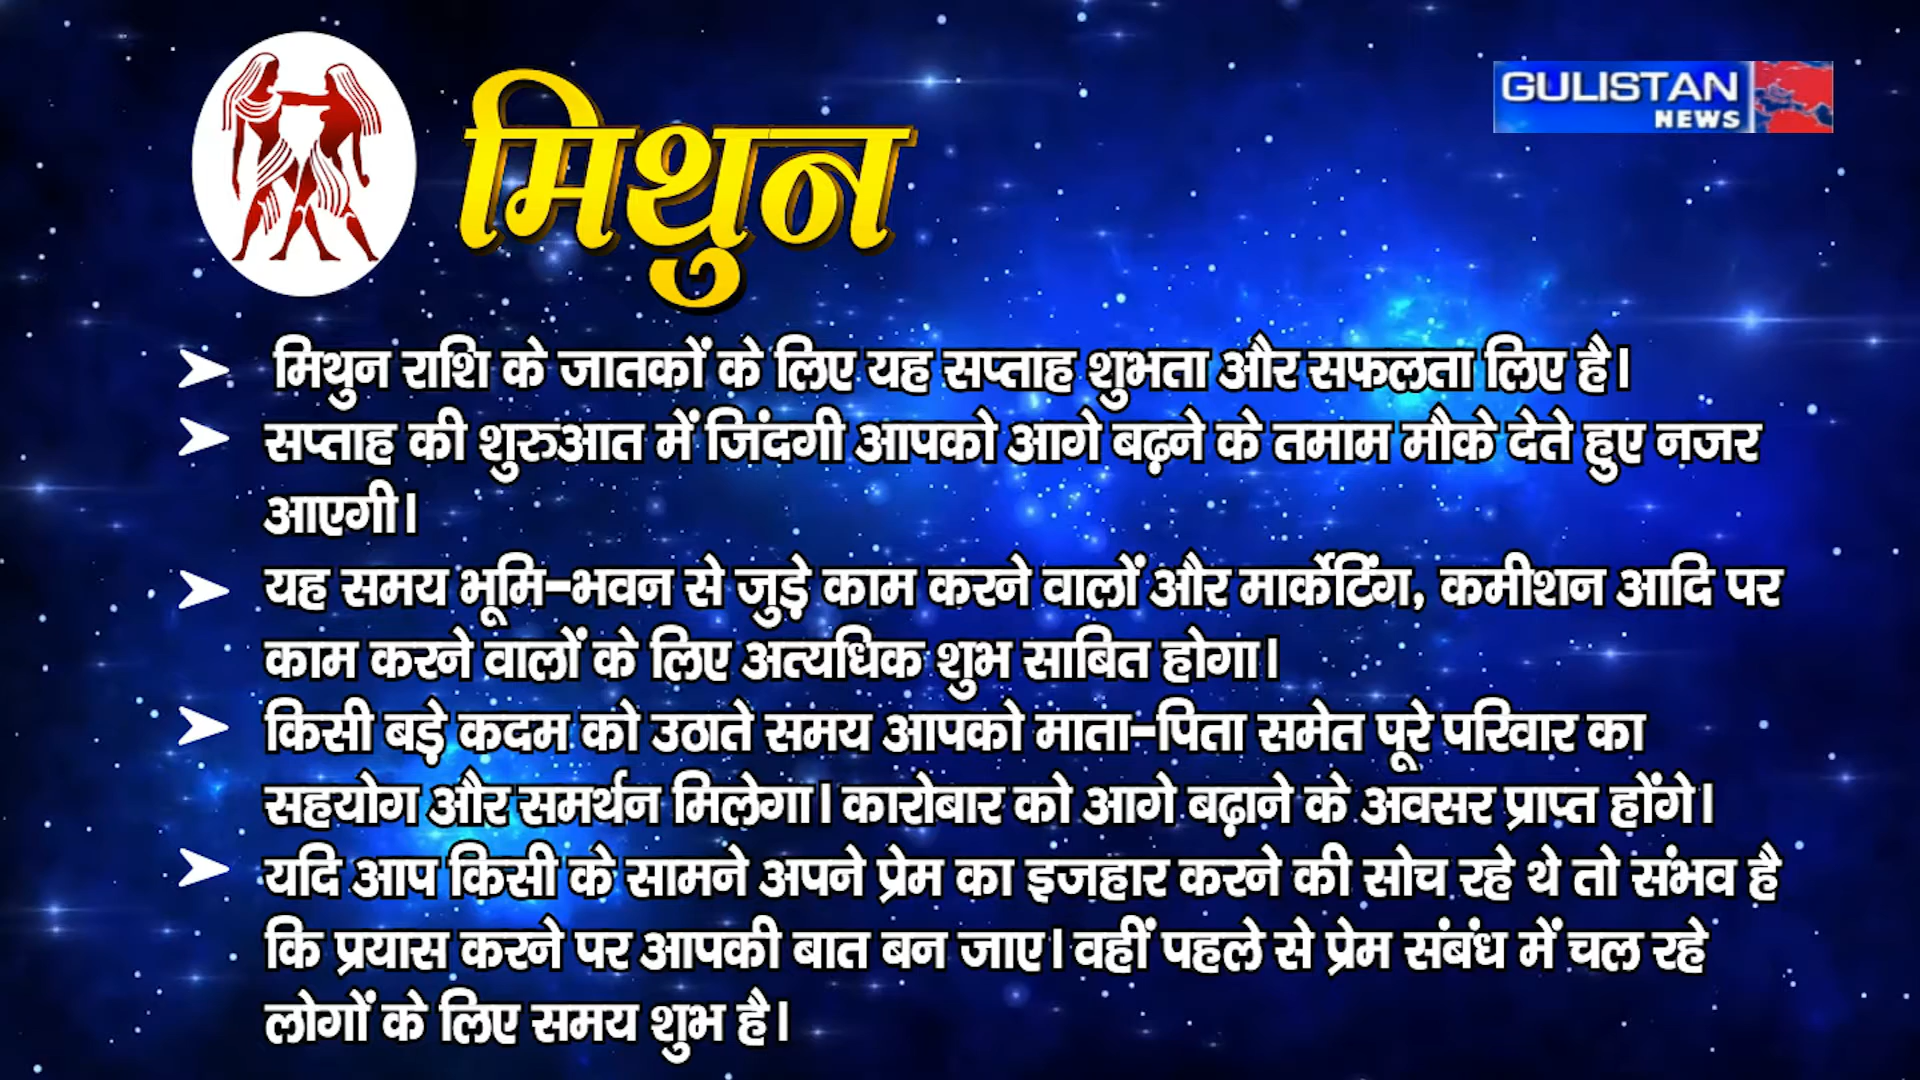 मिथुन
GULISTAN
NEWS
मिथुन राशि के जातकों के लिए यह सप्ताह शुभता और सफलता लिए है।
सप्ताह की शुरुआत में जिंदगी आपको आगे बढ़ने के तमाम मौके देते हुए नजर
आएगी।
यह समय भूमि-भवन से जुड़े काम करने वालों और मार्केटिंग, कमीशन आदि पर
काम करने वालों के लिए अत्यधिक शुभ साबित होगा।
किसी बड़े कदम को उठाते समय आपको माता-पिता समेत पूरे परिवार का
सहयोग और समर्थन मिलेगा। कारोबार को आगे बढ़ाने के अवसर प्राप्त होंगे।
यदि आप किसी के सामने अपने प्रेम का इजहार करने की सोच रहे थे तो संभव है
कि प्रयास करने पर आपकी बात बन जाए। वहीं पहले से प्रेम संबंध में चल रहे
लोगों के लिए समय शुभ है।